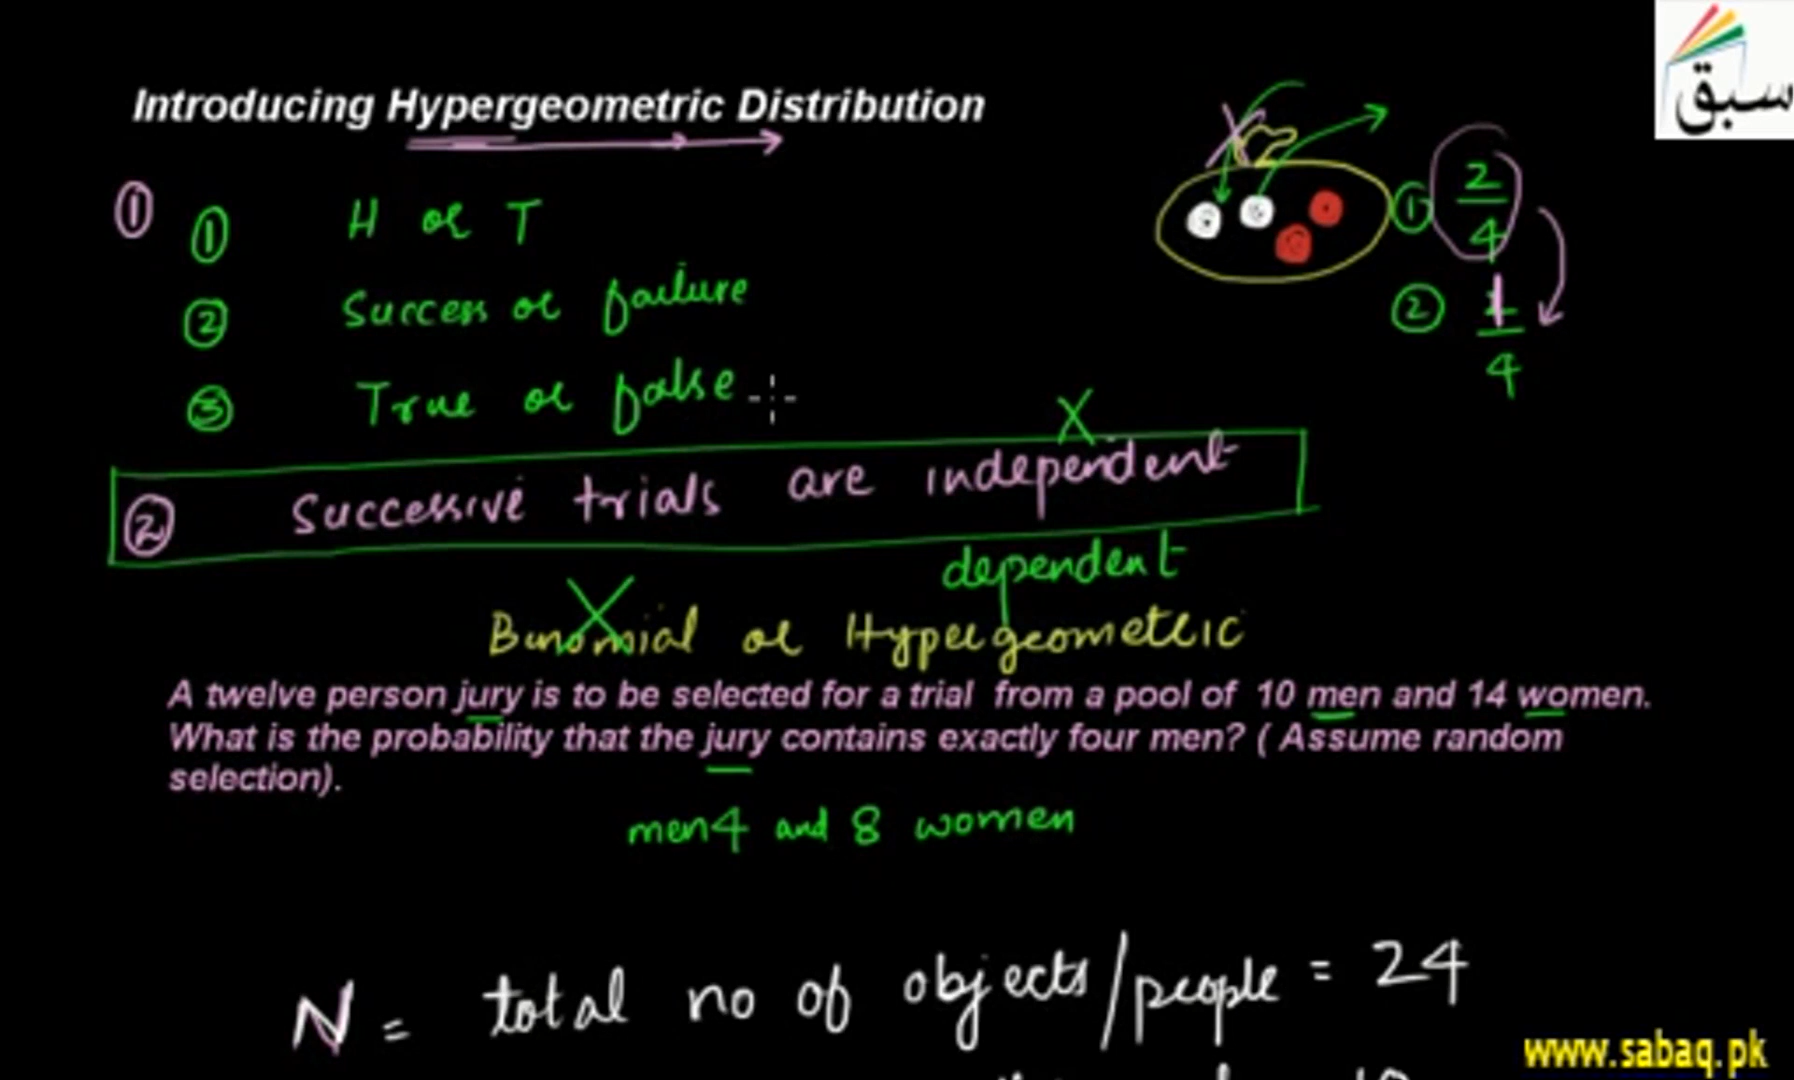 سبق
Introducing Hypergeometric Distribution
① ① H or T
② Success or failure
③ True or false
① 2/4
② 1/4
X
② Successive trials are independent
dependent
Binomial or Hypergeometric
A twelve person jury is to be selected for a trial from a pool of 10 men and 14 women.
What is the probability that the jury contains exactly four men? ( Assume random
selection).
men4 and 8 women
N = total no of objects/people = 24
www.sabaq.pk